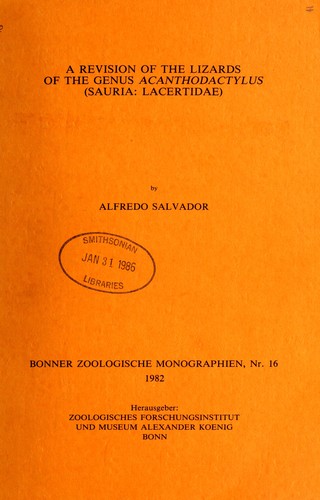 A REVISION OF THE LIZARDS
OF THE GENUS ACANTHODACTYLUS
(SAURIA: LACERTIDAE)
by
ALFREDO SALVADOR
SMITHSONIAN
JAN 31 1986
LIBRARIES
BONNER ZOOLOGISCHE MONOGRAPHIEN, Nr. 16
1982
Herausgeber:
ZOOLOGISCHES FORSCHUNGSINSTITUT
UND MUSEUM ALEXANDER KOENIG
BONN